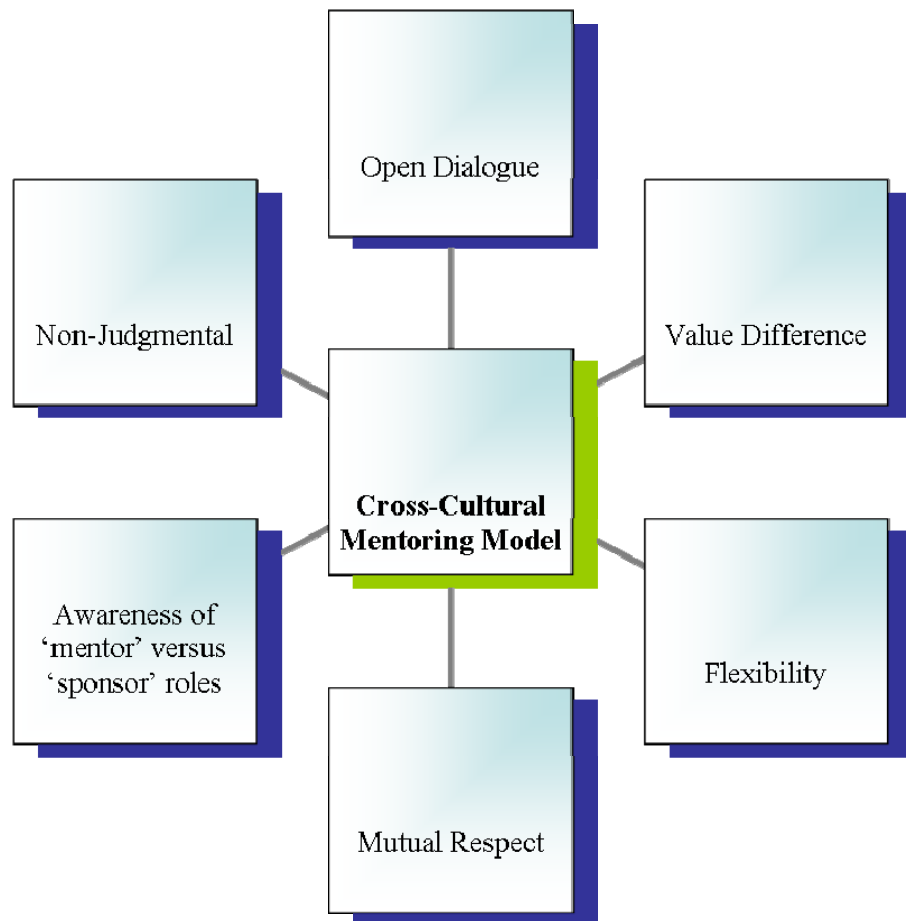 Open Dialogue
Non-Judgmental
Value Difference
Cross-Cultural
Mentoring Model
Awareness of
‘mentor’ versus
‘sponsor’ roles
Flexibility
Mutual Respect